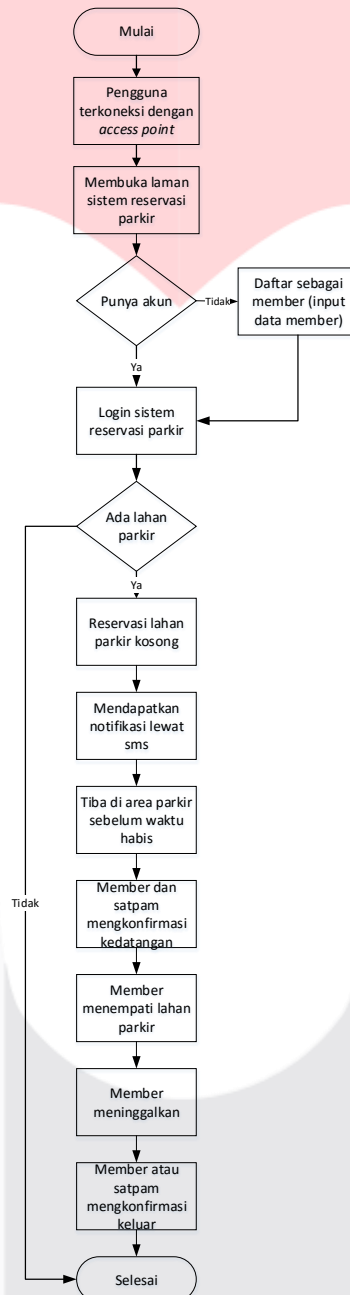 Mulai
Pengguna
terkoneksi dengan
access point
Membuka laman
sistem reservasi
parkir
Punya akun
Tidak
Daftar sebagai
member (input
data member)
Ya
Login sistem
reservasi parkir
Ada lahan
parkir
Ya
Reservasi lahan
parkir kosong
Mendapatkan
notifikasi lewat
sms
Tiba di area parkir
sebelum waktu
habis
Tidak
Member dan
satpam
mengkonfirmasi
kedatangan
Member
menempati lahan
parkir
Member
meninggalkan
Member atau
satpam
mengkonfirmasi
keluar
Selesai